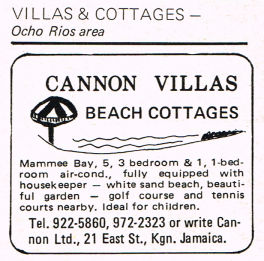 VILLAS & COTTAGES —
Ocho Rios area
CANNON VILLAS
BEACH COTTAGES
Mammee Bay, 5, 3 bedroom & 1, 1-bed-
room air-cond., fully equipped with
housekeeper — white sand beach, beauti-
ful garden — golf course and tennis
courts nearby. Ideal for children.
Tel. 922-5860, 972-2323 or write Can-
non Ltd., 21 East St., Kgn. Jamaica.